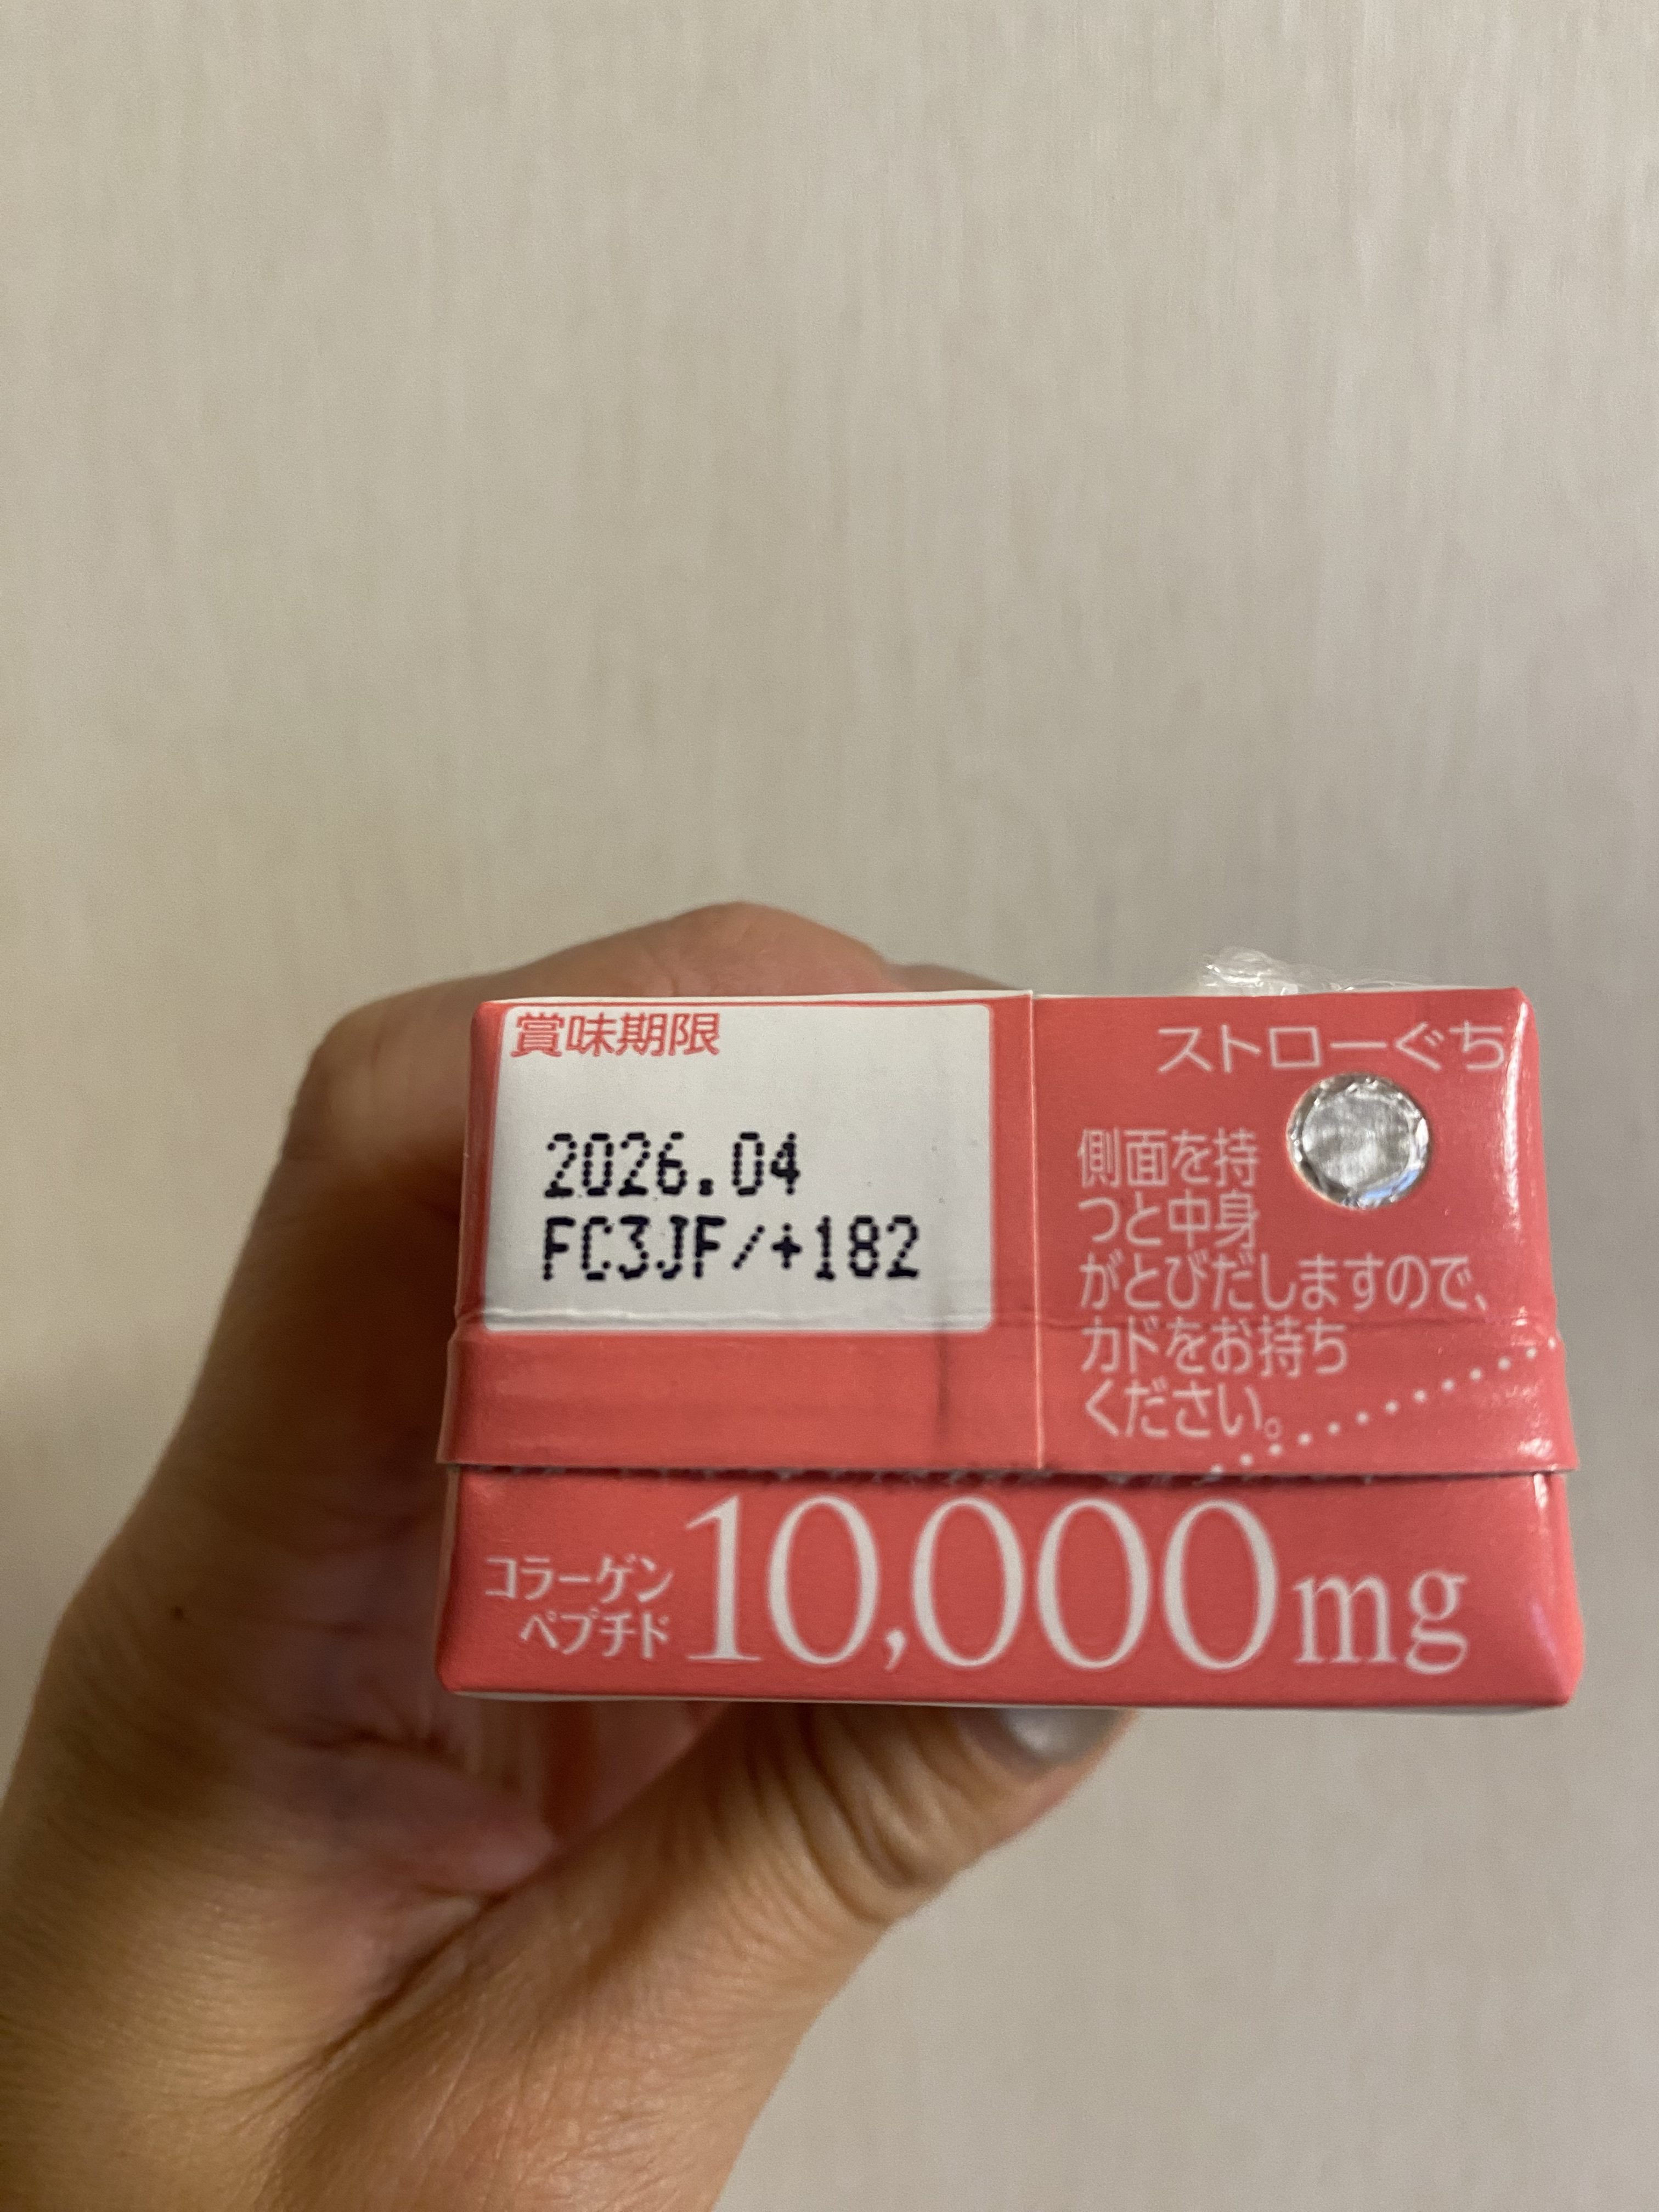 賞味期限
2026.04
FC3JF/+182
ストローぐち
側面を持
つと中身
がとびだしますので、
カドをお持ち
ください。
コラーゲン
ペプチド
10,000mg